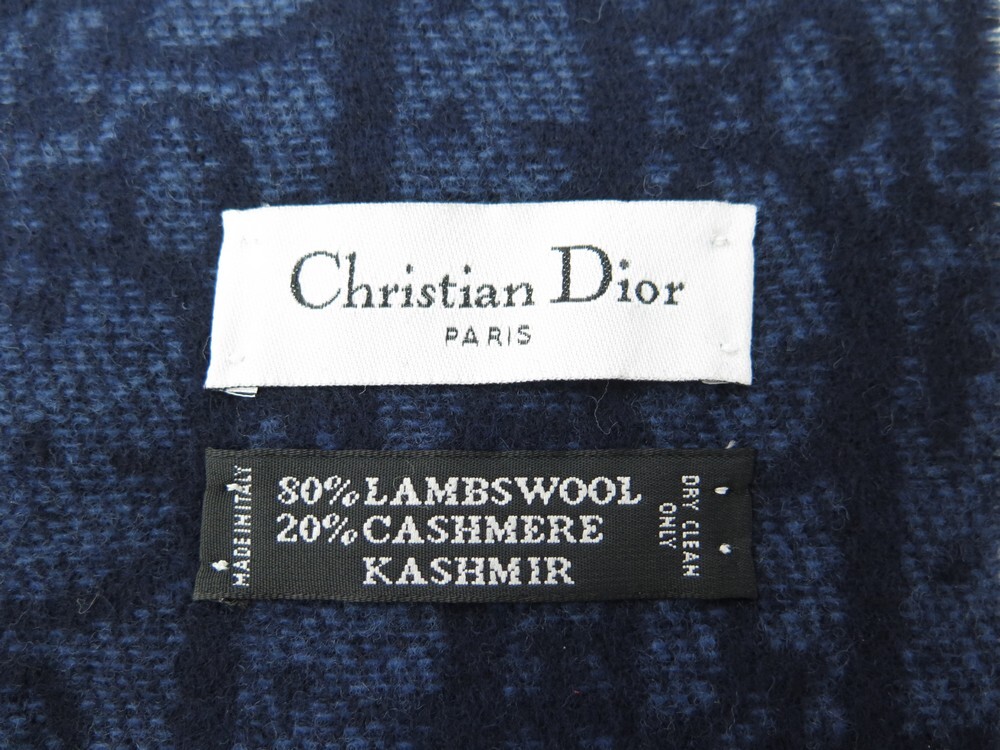 Christian Dior
PARIS
MADE IN ITALY
80% LAMBSWOOL
20% CASHMERE
KASHMIR
DRY CLEAN
ONLY